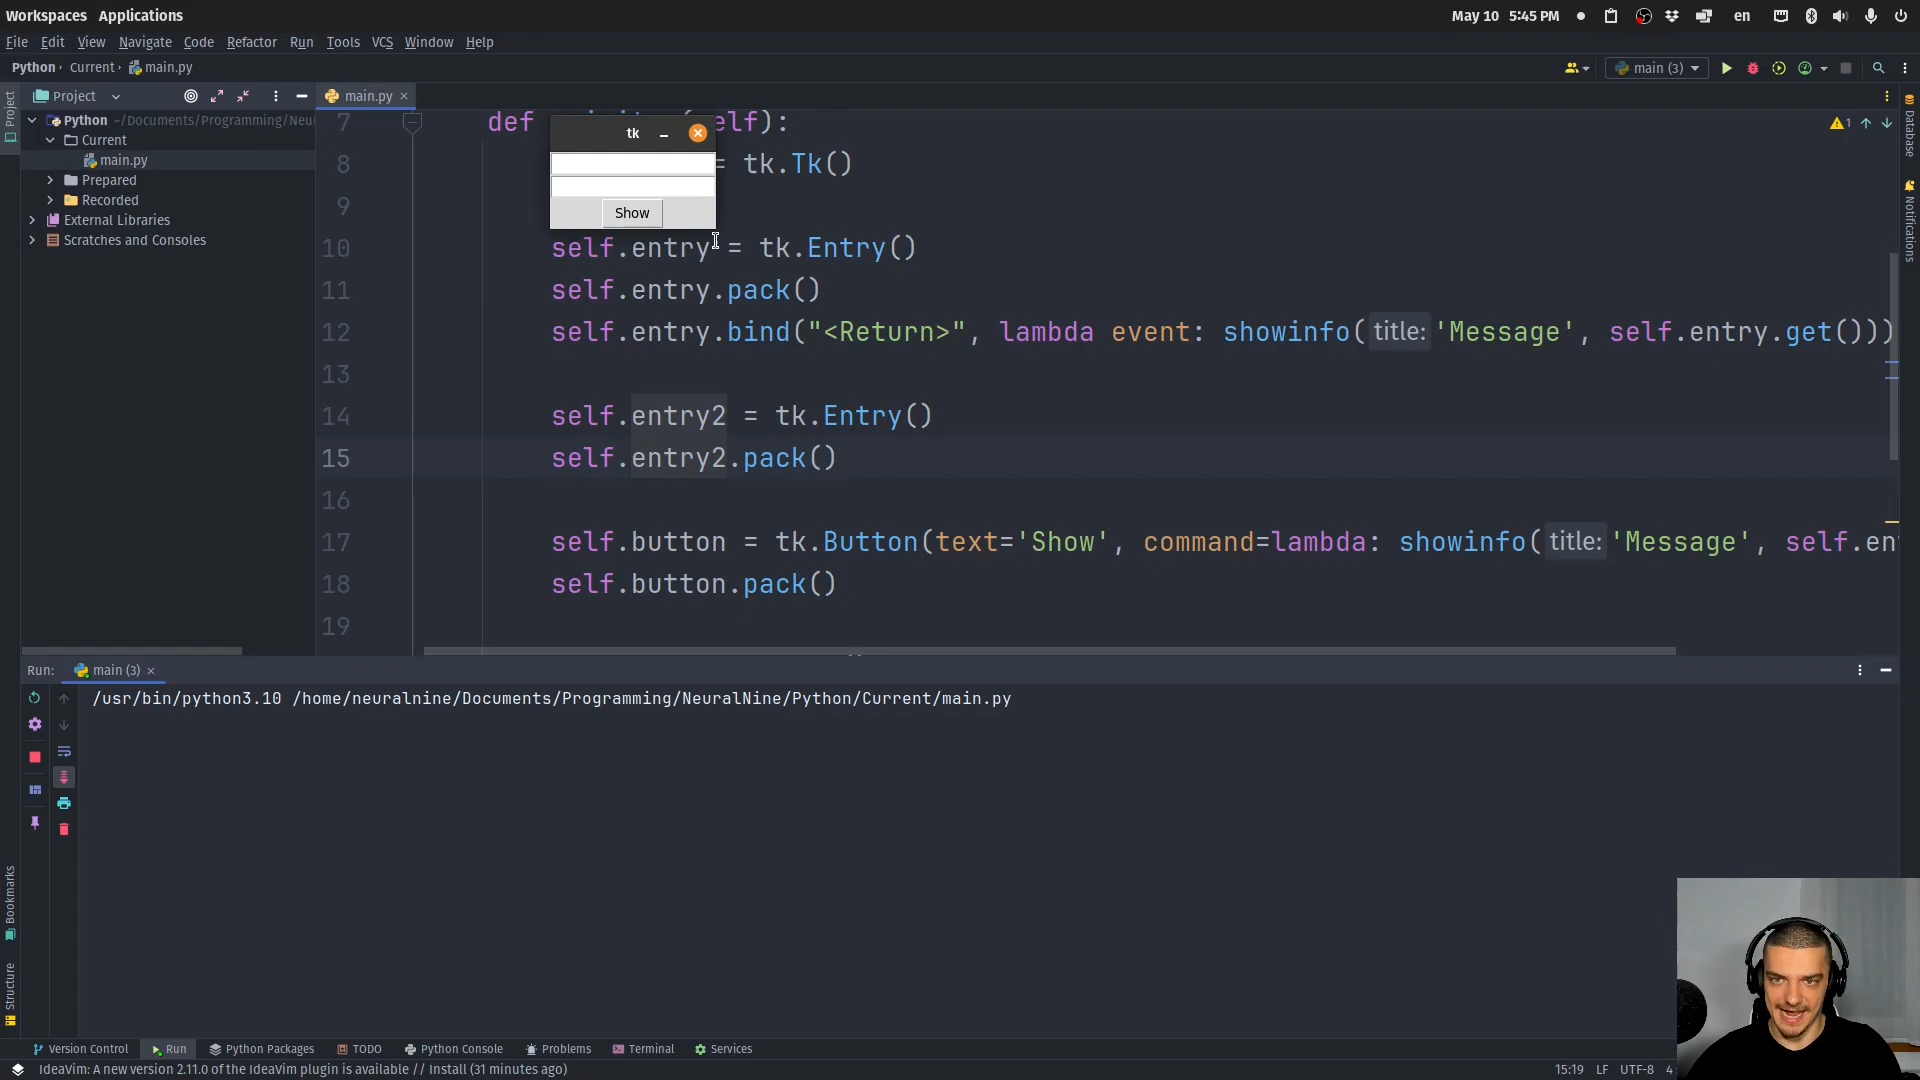 Workspaces Applications
May 10 5:45 PM
en
File Edit View Navigate Code Refactor Run Tools VCS Window Help
Python Current main.py
main (3)
Project
Project
main.py
Database
Notifications
Python ~/Documents/Programming/Neu
Current
main.py
Prepared
Recorded
External Libraries
Scratches and Consoles
1
tk
Show
7 def (self):
8 = tk.Tk()
9
10 self.entry = tk.Entry()
11 self.entry.pack()
12 self.entry.bind("<Return>", lambda event: showinfo(title:'Message', self.entry.get()))
13
14 self.entry2 = tk.Entry()
15 self.entry2.pack()
16
17 self.button = tk.Button(text='Show', command=lambda: showinfo(title:'Message', self.en
18 self.button.pack()
19
Run: main (3)
/usr/bin/python3.10 /home/neuralnine/Documents/Programming/NeuralNine/Python/Current/main.py
Bookmarks
Structure
Version Control Run Python Packages TODO Python Console Problems Terminal Services
IdeaVim: A new version 2.11.0 of the IdeaVim plugin is available // Install (31 minutes ago)
15:19 LF UTF-8 4